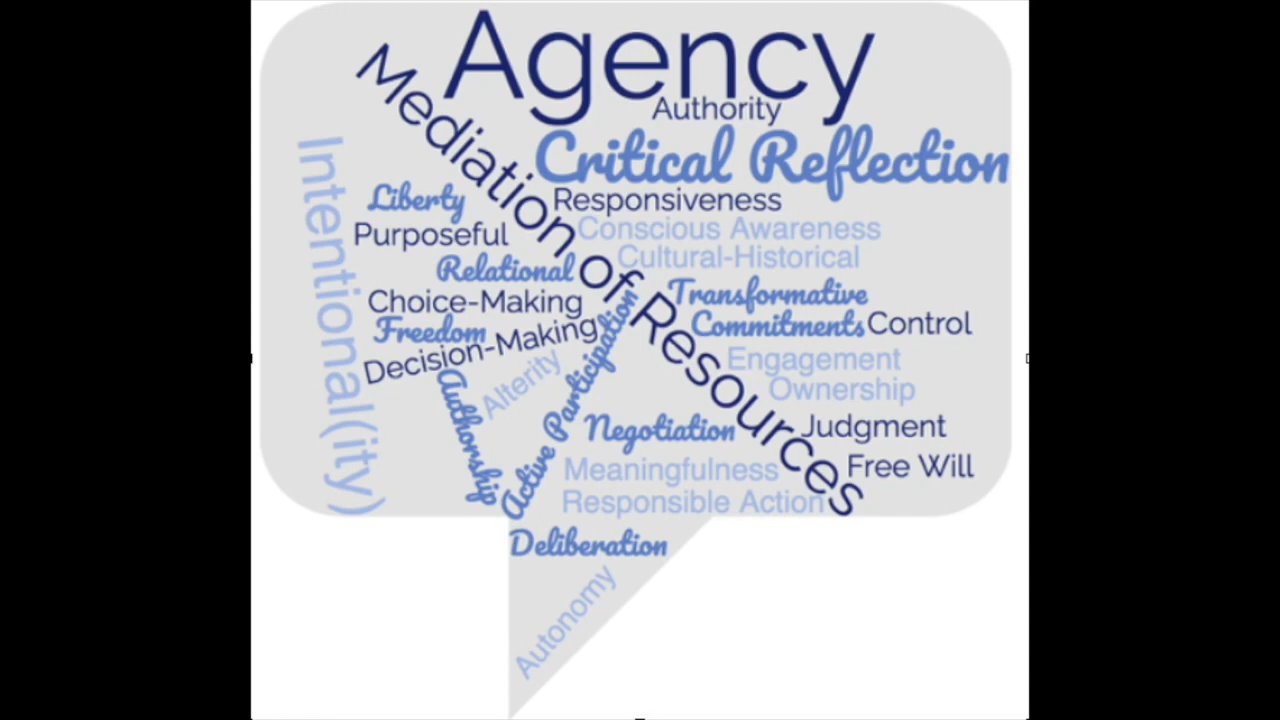 Agency
Mediation of Resources
Authority
Critical Reflection
Intentional(ity)
Liberty
Responsiveness
Purposeful
Conscious Awareness
Cultural-Historical
Relational
Transformative
Commitments
Choice-Making
Control
Freedom
Decision-Making
Engagement
Alterity
Ownership
Authorship
Active Participation
Negotiation
Judgment
Meaningfulness
Free Will
Responsible Action
Deliberation
Autonomy